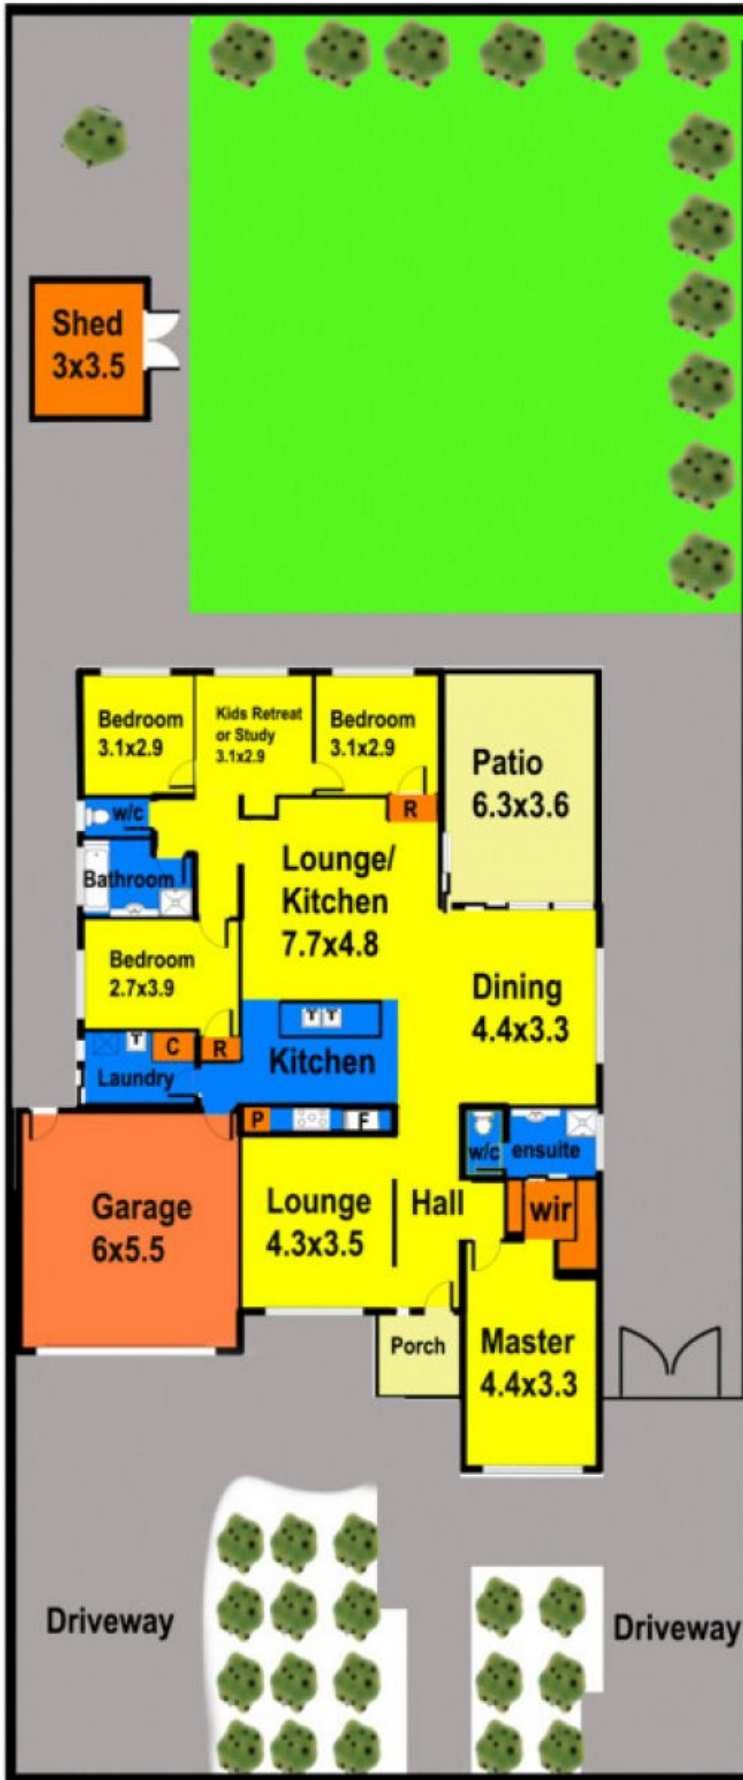 Shed
3x3.5
Bedroom
3.1x2.9
Kids Retreat
or Study
3.1x2.9
Bedroom
3.1x2.9
Patio
6.3x3.6
R
w/c
Bathroom
Lounge/
Kitchen
7.7x4.8
Bedroom
2.7x3.9
Dining
4.4x3.3
C
R
Laundry
Kitchen
P
F
w/c
ensuite
Garage
6x5.5
Lounge
4.3x3.5
Hall
wir
Porch
Master
4.4x3.3
Driveway
Driveway